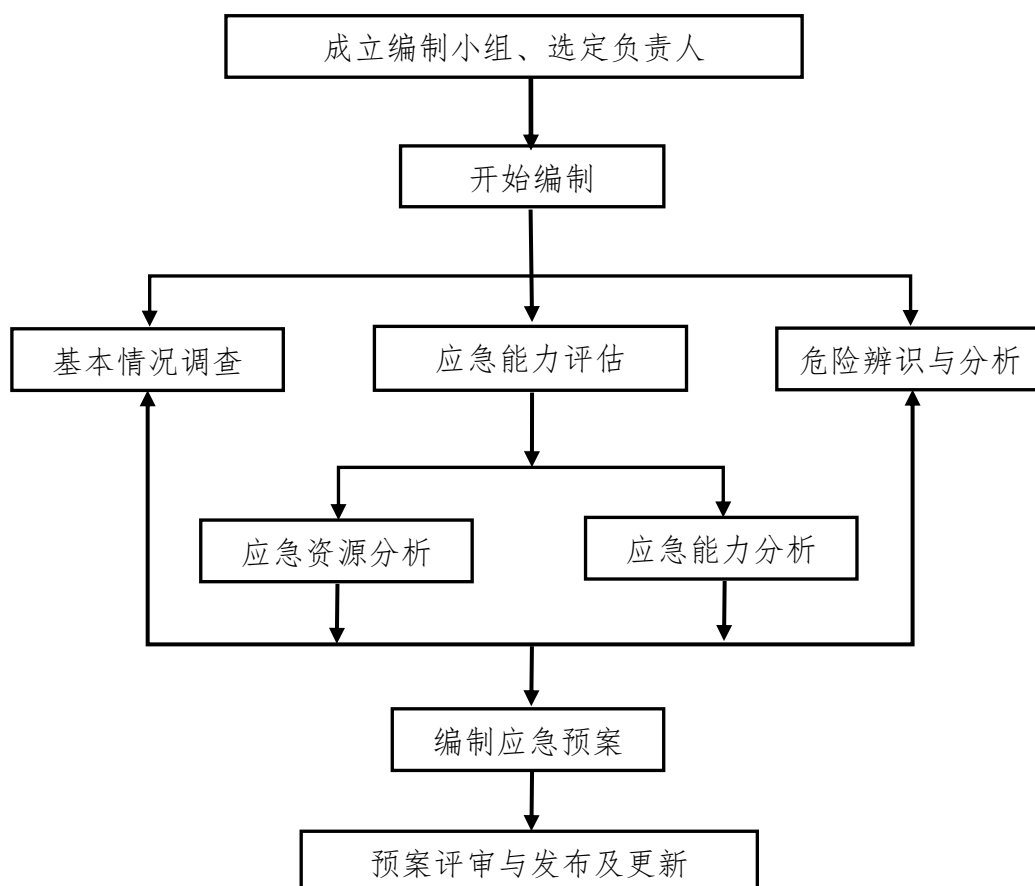 成立编制小组、选定负责人
开始编制
基本情况调查
应急能力评估
危险辨识与分析
应急资源分析
应急能力分析
编制应急预案
预案评审与发布及更新